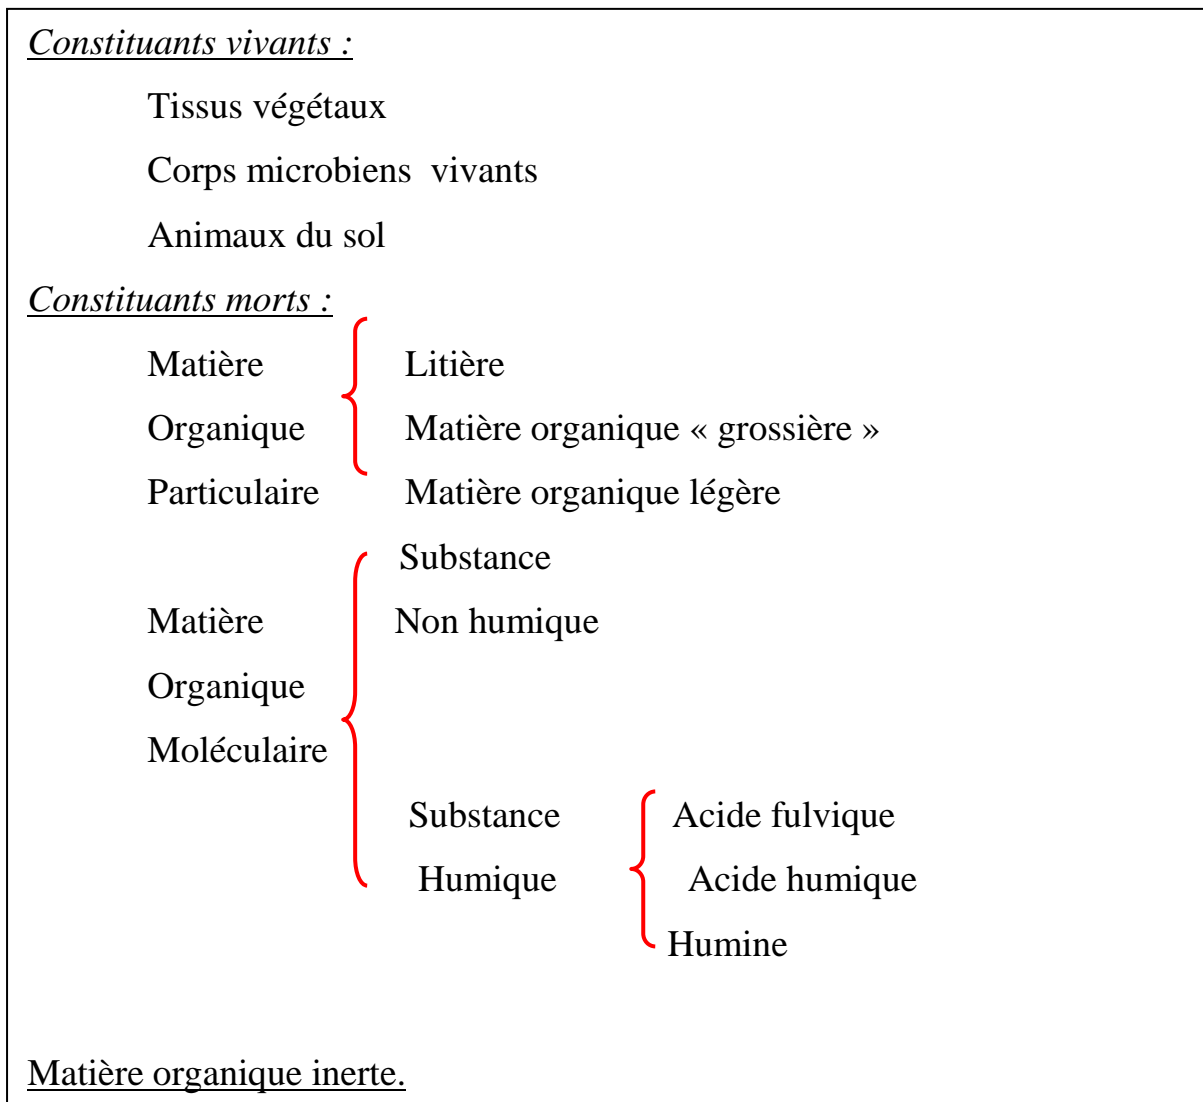 Constituants vivants :
Tissus végétaux
Corps microbiens vivants
Animaux du sol
Constituants morts :
Matière Litière
Organique Matière organique « grossière »
Particulaire Matière organique légère
Substance
Matière Non humique
Organique
Moléculaire
Substance Acide fulvique
Humique Acide humique
Humine
Matière organique inerte.